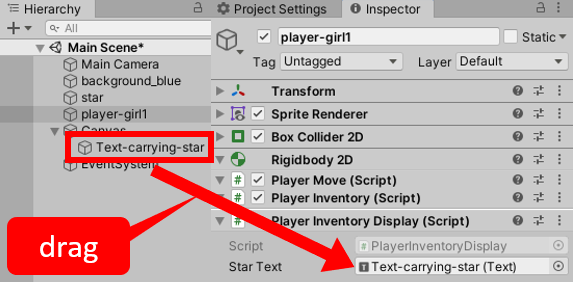 Hierarchy
All
Main Scene*
Main Camera
background_blue
star
player-girl1
Canvas
Text-carrying-star
EventSystem
drag
Project Settings
Inspector
player-girl1
Static
Tag Untagged Layer Default
Transform
Sprite Renderer
Box Collider 2D
Rigidbody 2D
Player Move (Script)
Player Inventory (Script)
Player Inventory Display (Script)
Script PlayerInventoryDisplay
Star Text Text-carrying-star (Text)